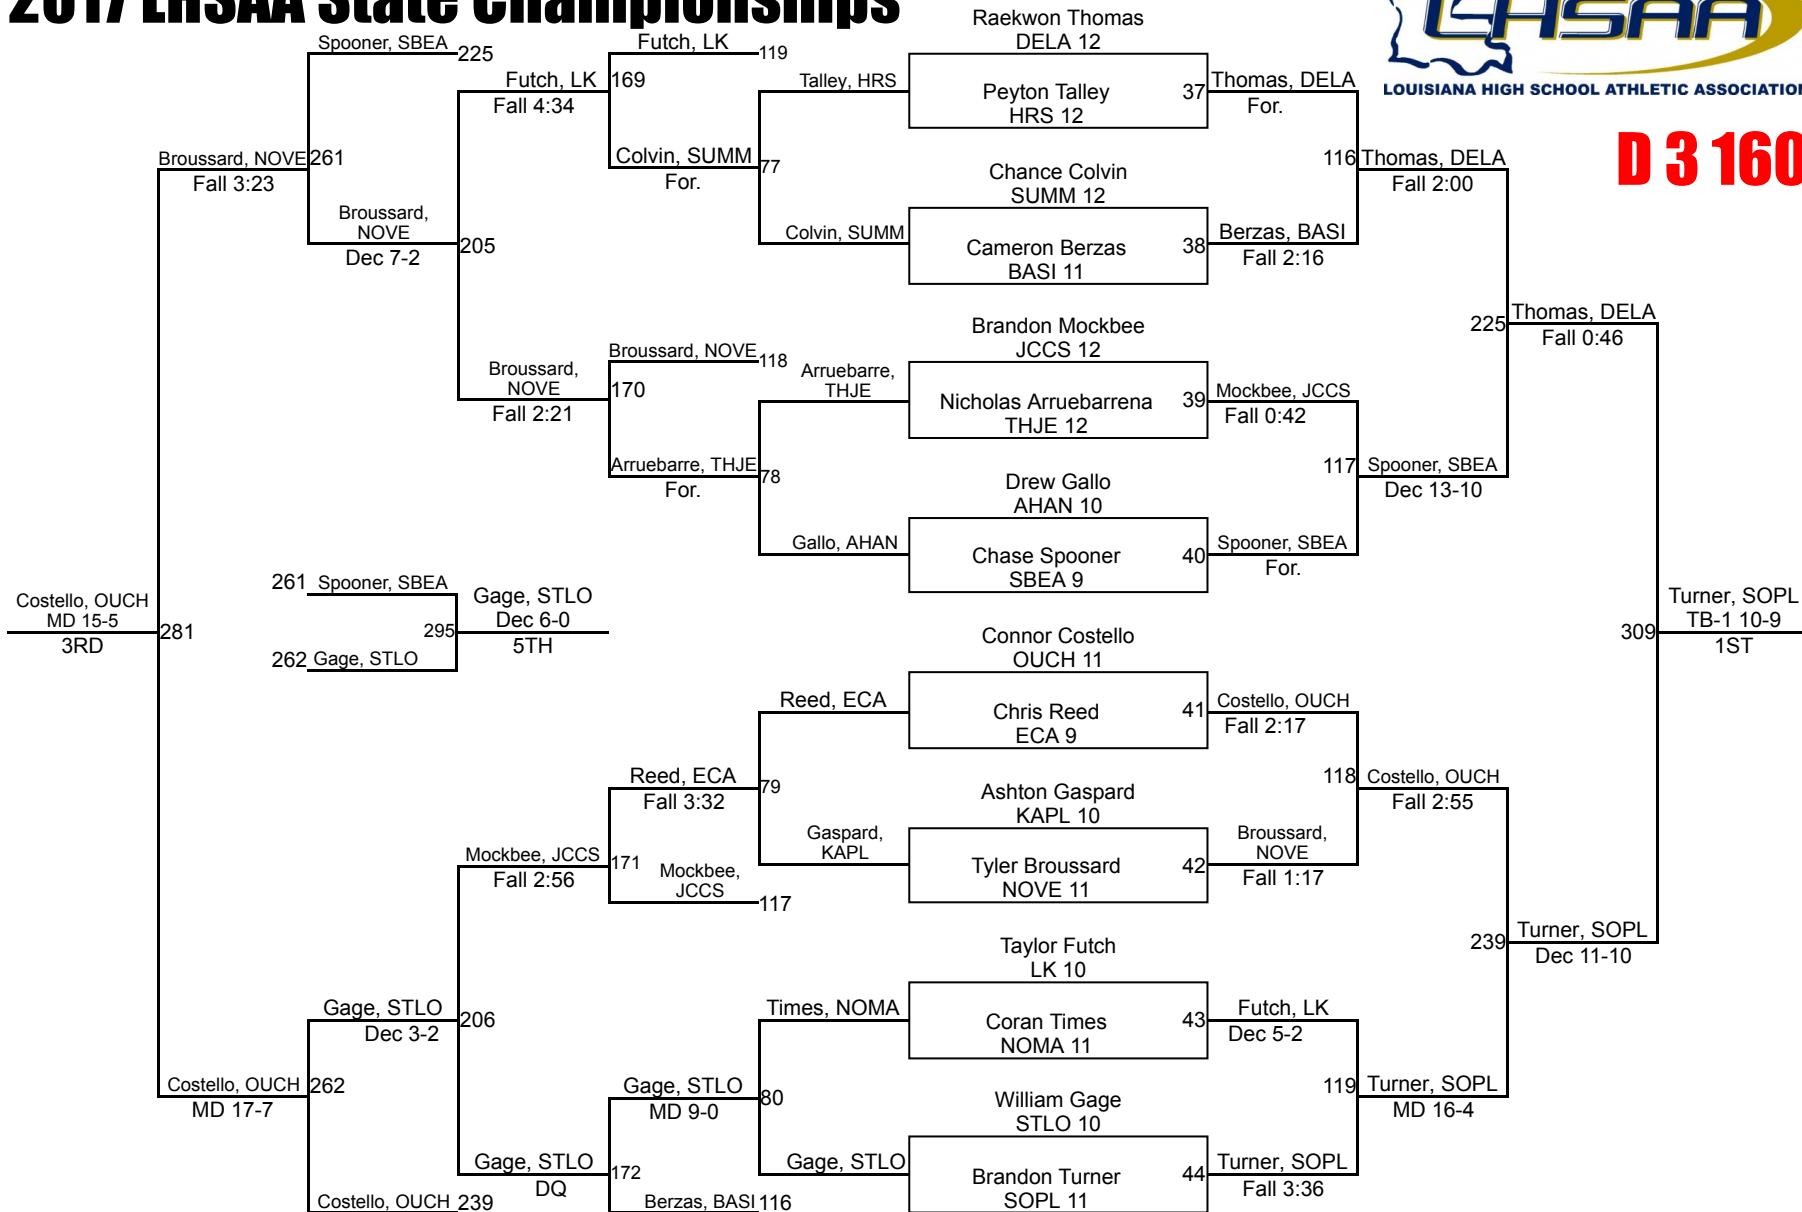 2017 LHSAA State Championships
LHSAA
LOUISIANA HIGH SCHOOL ATHLETIC ASSOCIATION
D 3 160
Raekwon Thomas
DELA 12
Peyton Talley
HRS 12
37
Chance Colvin
SUMM 12
Cameron Berzas
BASI 11
38
Brandon Mockbee
JCCS 12
Nicholas Arruebarrena
THJE 12
39
Drew Gallo
AHAN 10
Chase Spooner
SBEA 9
40
Connor Costello
OUCH 11
Chris Reed
ECA 9
41
Ashton Gaspard
KAPL 10
Tyler Broussard
NOVE 11
42
Taylor Futch
LK 10
Coran Times
NOMA 11
43
William Gage
STLO 10
Brandon Turner
SOPL 11
44
Thomas, DELA
For.
Berzas, BASI
Fall 2:16
Mockbee, JCCS
Fall 0:42
Spooner, SBEA
For.
Costello, OUCH
Fall 2:17
Broussard,
NOVE
Fall 1:17
Futch, LK
Dec 5-2
Turner, SOPL
Fall 3:36
116
Thomas, DELA
Fall 2:00
117
Spooner, SBEA
Dec 13-10
118
Costello, OUCH
Fall 2:55
119
Turner, SOPL
MD 16-4
225
Thomas, DELA
Fall 0:46
239
Turner, SOPL
Dec 11-10
309
Turner, SOPL
TB-1 10-9
1ST
Talley, HRS
Colvin, SUMM
77
Arruebarre,
THJE
Gallo, AHAN
78
Reed, ECA
Gaspard,
KAPL
79
Times, NOMA
Gage, STLO
80
Futch, LK
119
Colvin, SUMM
For.
169
Broussard, NOVE
118
Arruebarre, THJE
For.
170
Reed, ECA
Fall 3:32
Mockbee,
JCCS
117
171
Gage, STLO
MD 9-0
Berzas, BASI
116
172
Futch, LK
Fall 4:34
Broussard,
NOVE
Fall 2:21
205
Mockbee, JCCS
Fall 2:56
Gage, STLO
DQ
206
Spooner, SBEA
225
Broussard,
NOVE
Dec 7-2
261
Gage, STLO
Dec 3-2
Costello, OUCH
239
262
Broussard, NOVE
Fall 3:23
Costello, OUCH
MD 17-7
281
Costello, OUCH
MD 15-5
3RD
261
Spooner, SBEA
262
Gage, STLO
295
Gage, STLO
Dec 6-0
5TH